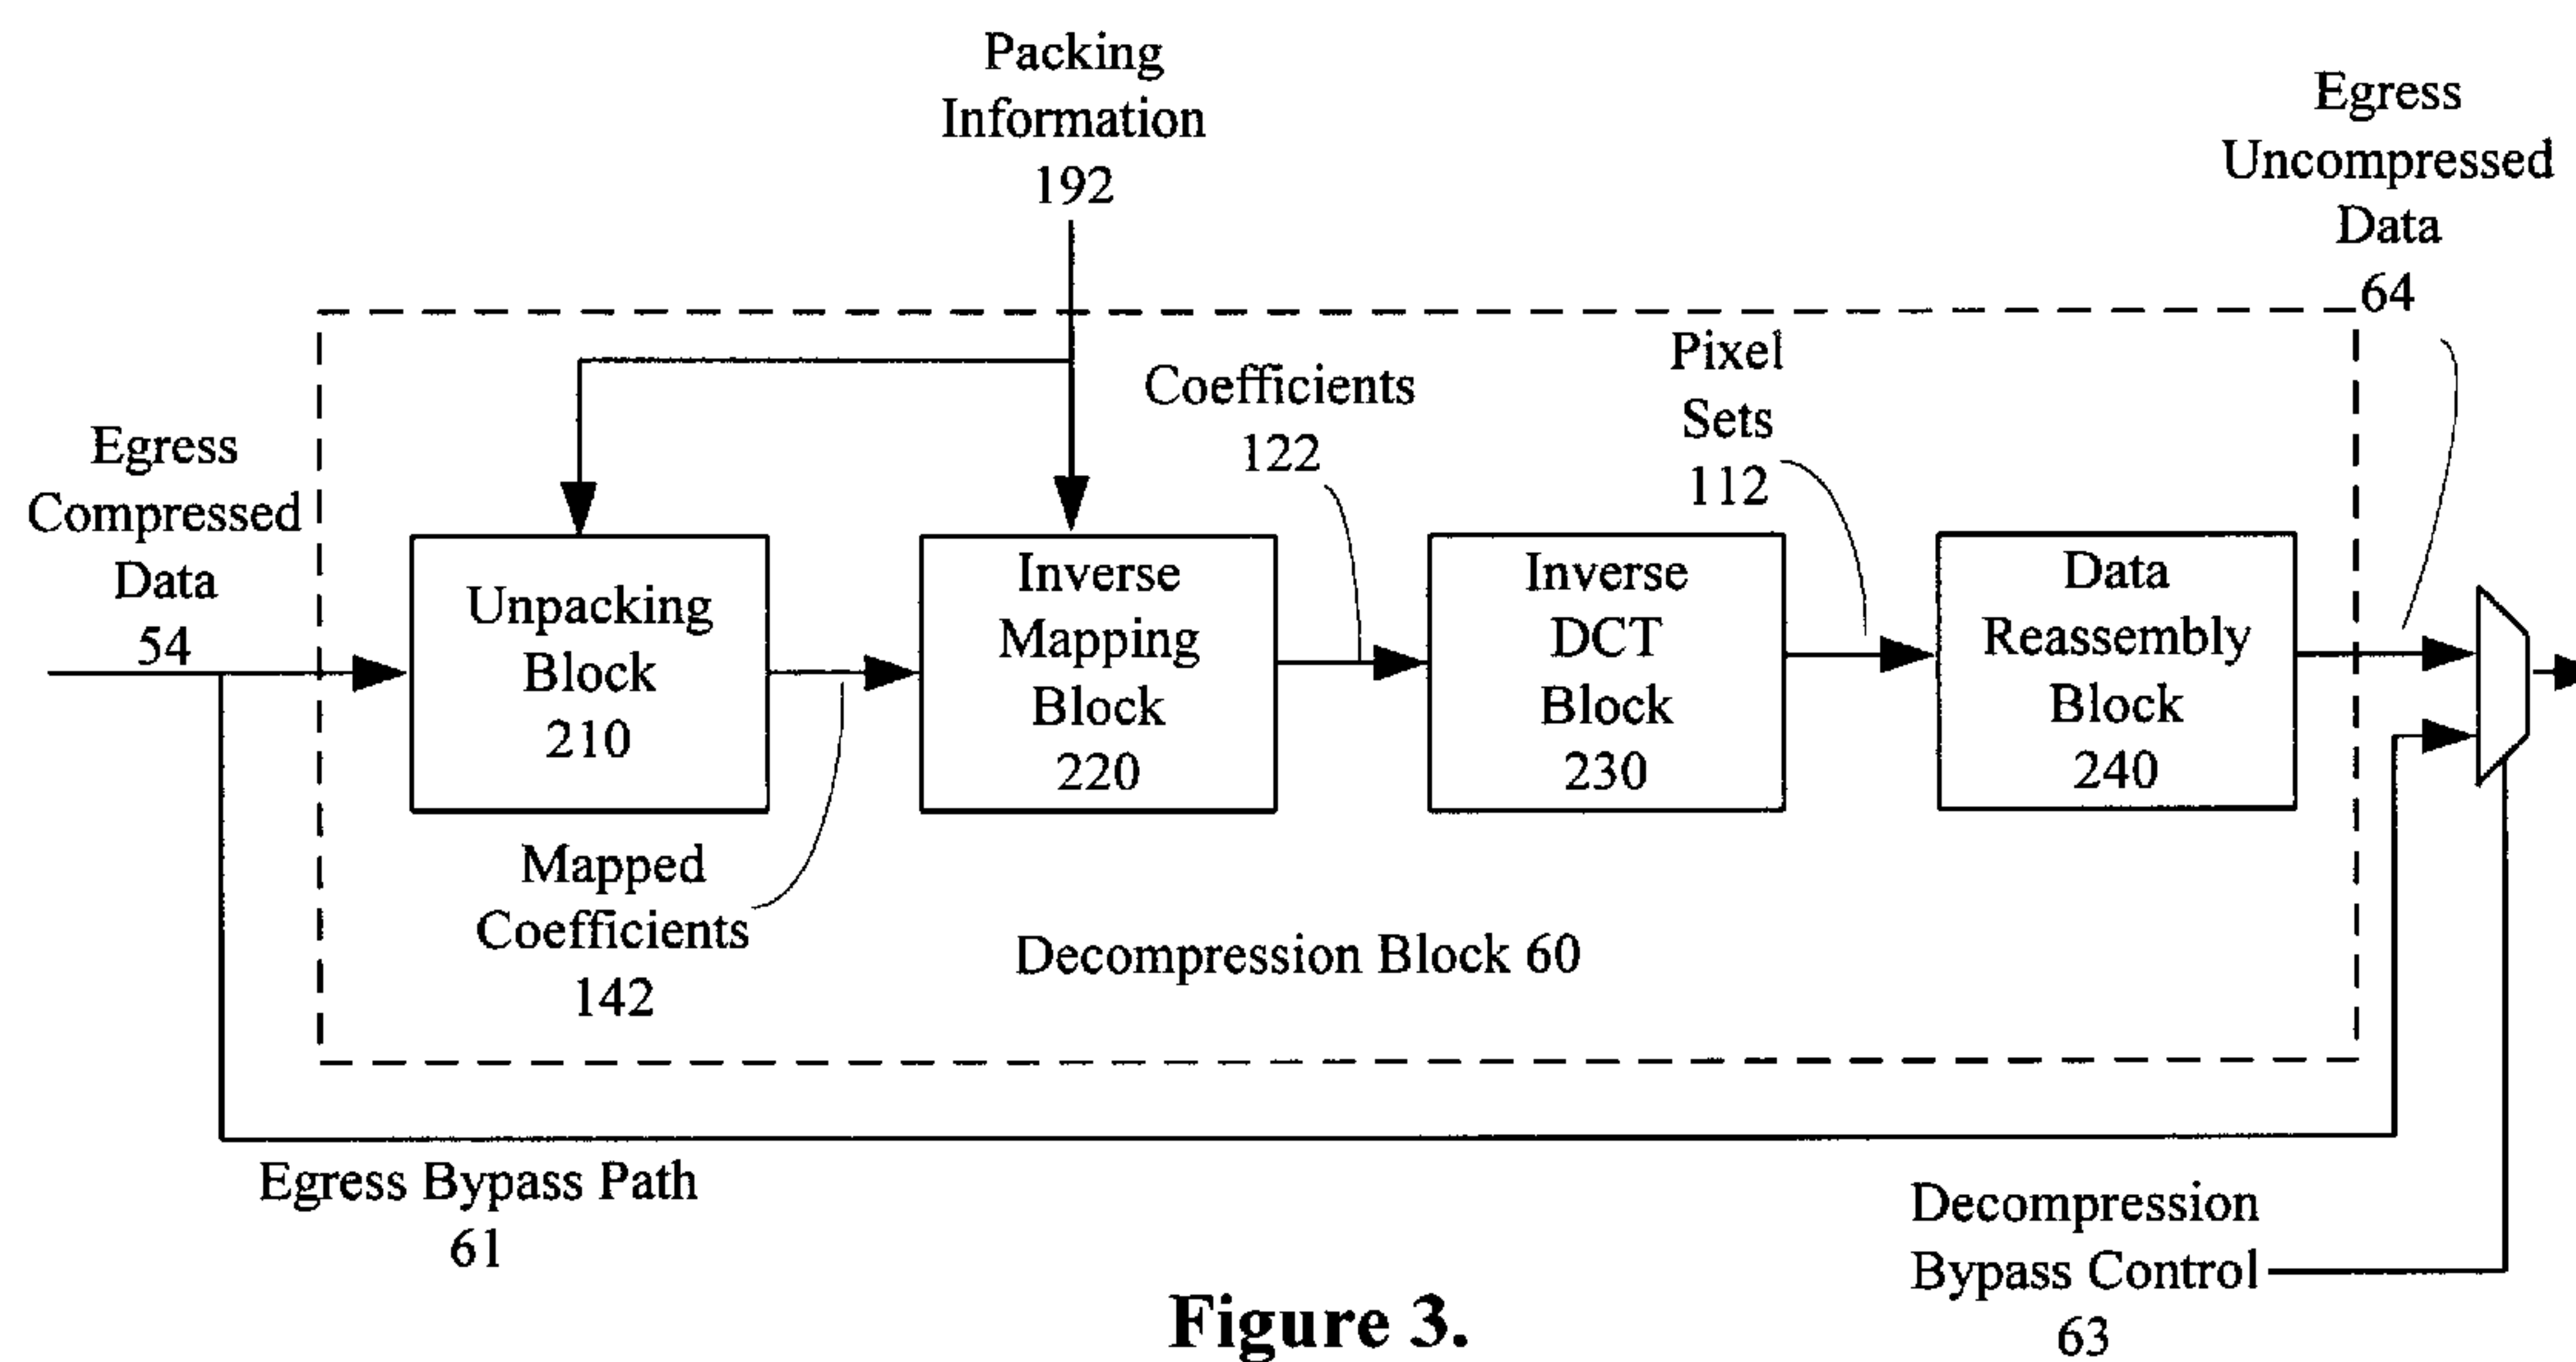 Packing
Information
192
Egress
Uncompressed
Data
64
Pixel
Sets
112
Coefficients
122
Egress
Compressed
Data
54
Unpacking
Block
210
Inverse
Mapping
Block
220
Inverse
DCT
Block
230
Data
Reassembly
Block
240
Mapped
Coefficients
142
Decompression Block 60
Egress Bypass Path
61
Decompression
Bypass Control
63
Figure 3.